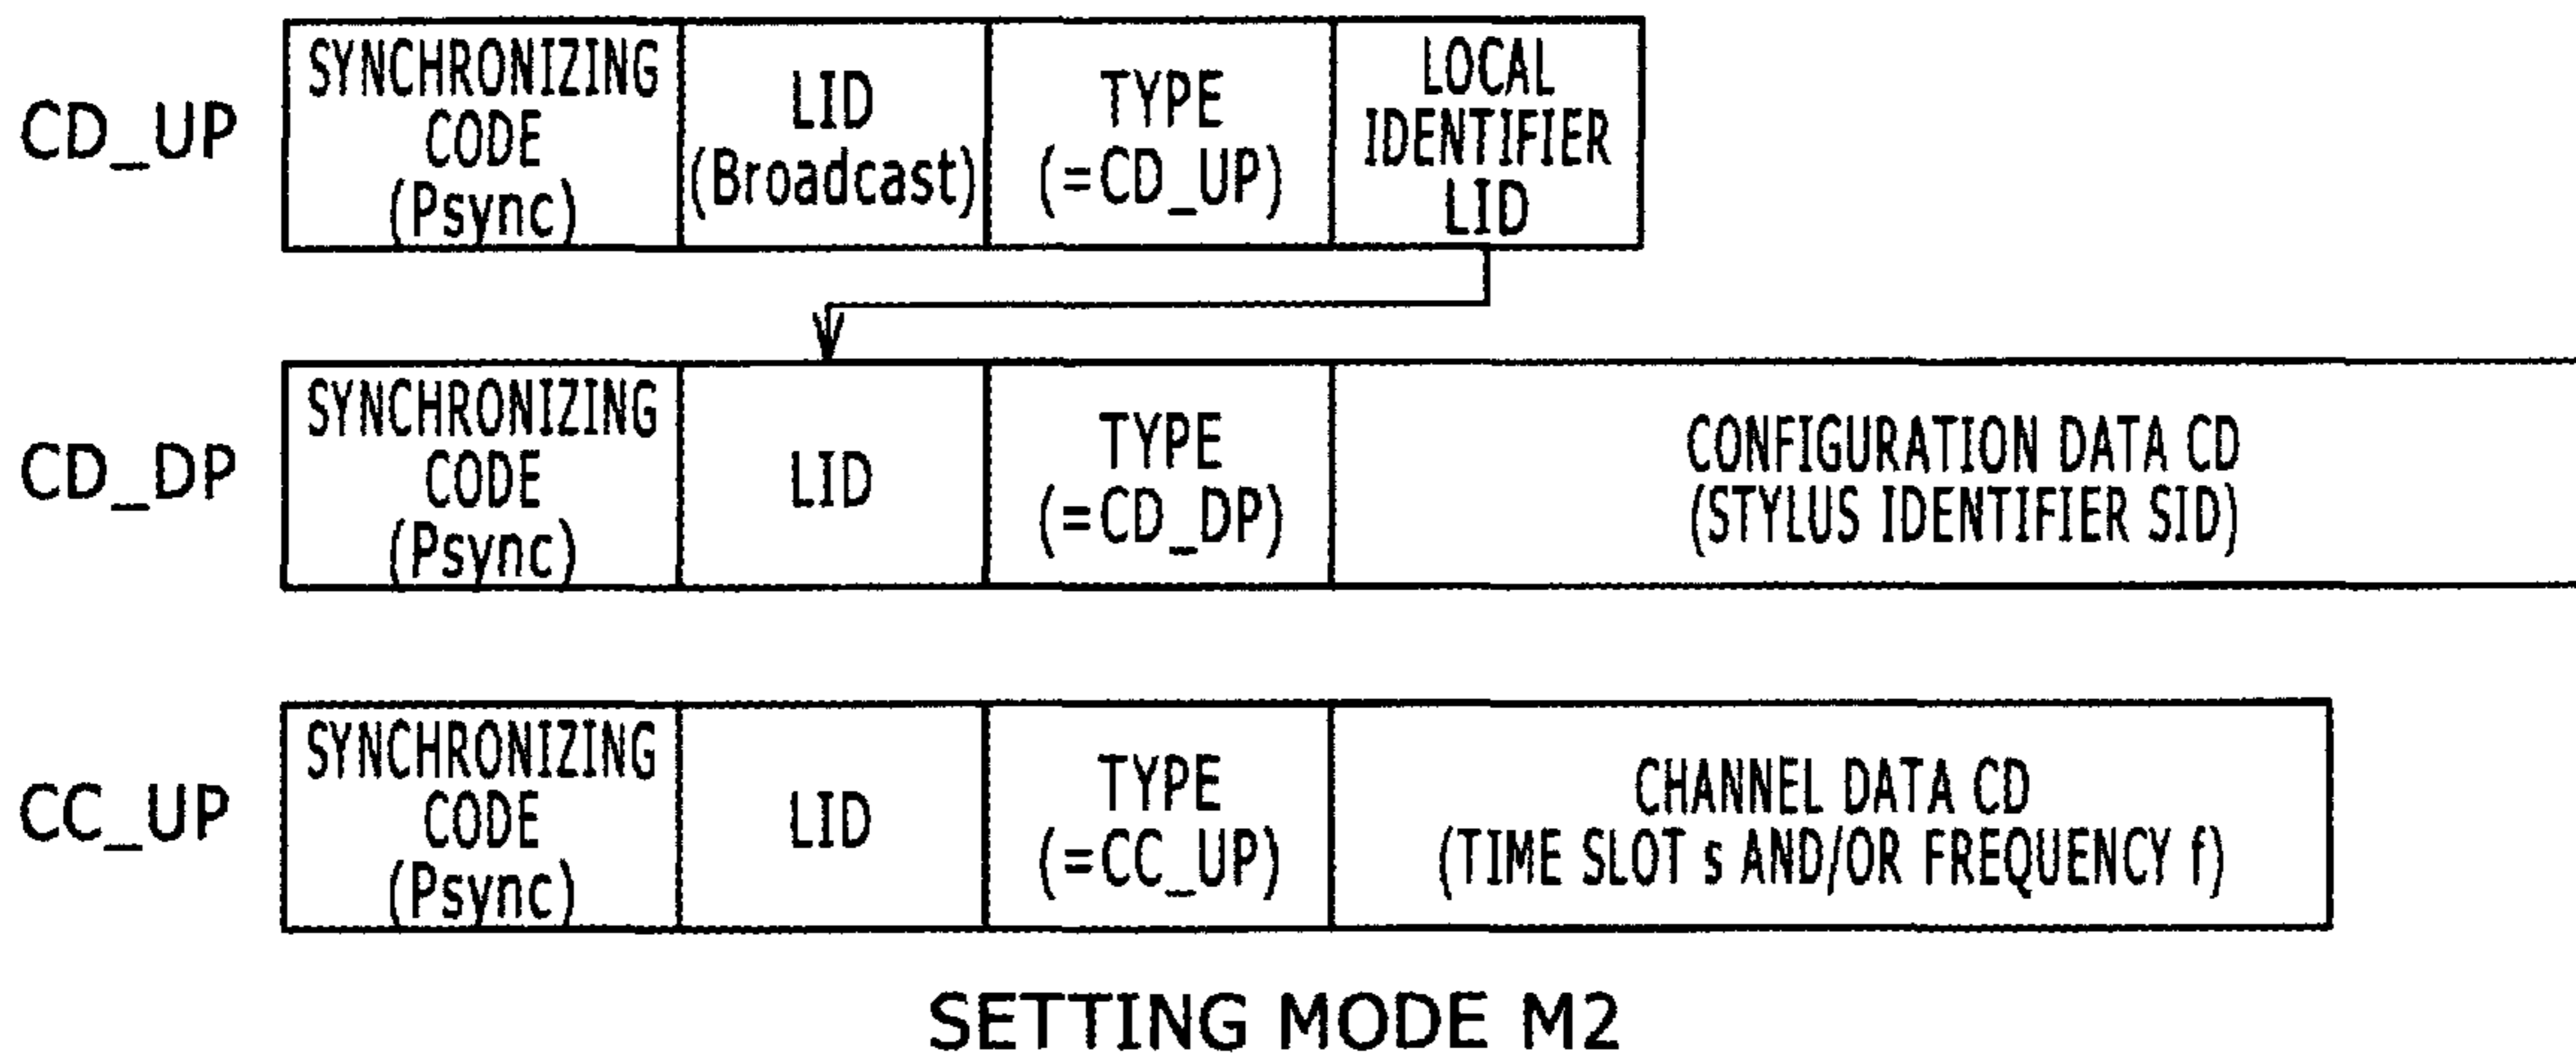 CD_UP
SYNCHRONIZING
CODE
(Psync)
LID
(Broadcast)
TYPE
(=CD_UP)
LOCAL
IDENTIFIER
LID
CD_DP
SYNCHRONIZING
CODE
(Psync)
LID
TYPE
(=CD_DP)
CONFIGURATION DATA CD
(STYLUS IDENTIFIER SID)
CC_UP
SYNCHRONIZING
CODE
(Psync)
LID
TYPE
(=CC_UP)
CHANNEL DATA CD
(TIME SLOT s AND/OR FREQUENCY f)
SETTING MODE M2